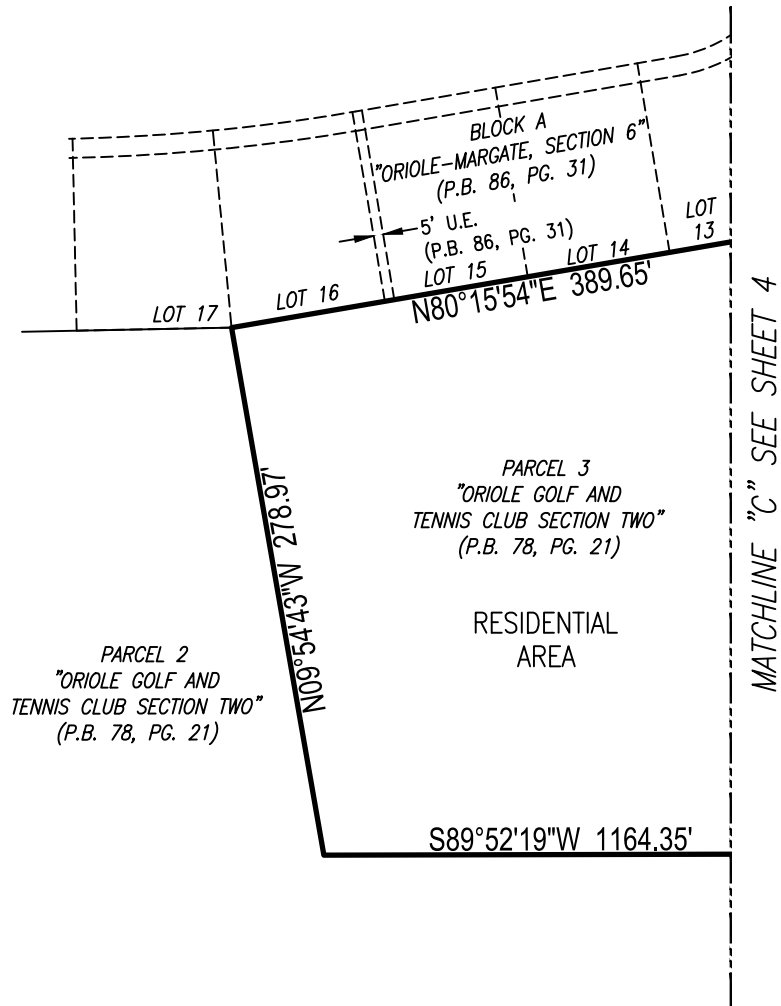 BLOCK A
"ORIOLE-MARGATE, SECTION 6"
(P.B. 86, PG. 31)
5' U.E.
(P.B. 86, PG. 31)
LOT
13
LOT 14
LOT 15
LOT 16
LOT 17
N80°15'54"E 389.65'
MATCHLINE "C" SEE SHEET 4
PARCEL 3
"ORIOLE GOLF AND
TENNIS CLUB SECTION TWO"
(P.B. 78, PG. 21)
N09°54'43"W 278.97'
RESIDENTIAL
AREA
PARCEL 2
"ORIOLE GOLF AND
TENNIS CLUB SECTION TWO"
(P.B. 78, PG. 21)
S89°52'19"W 1164.35'